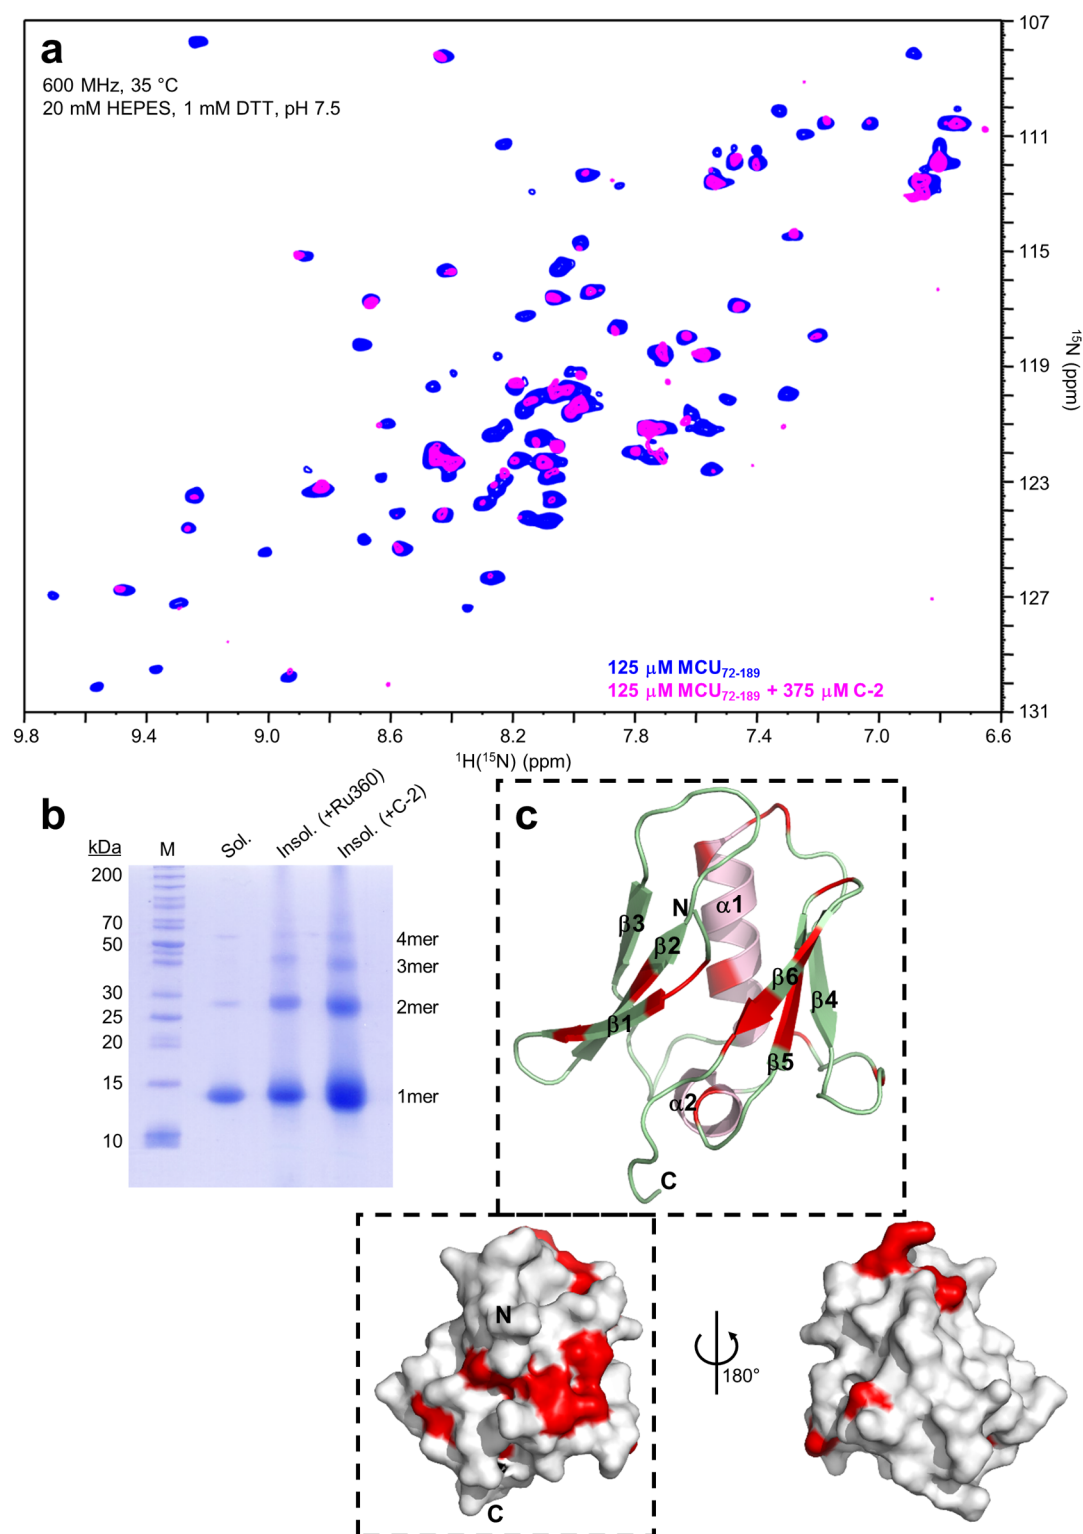 a
600 MHz, 35 °C
20 mM HEPES, 1 mM DTT, pH 7.5
107
111
115
119
123
127
131
¹⁵N (ppm)
125 μM MCU₇₂₋₁₈₉
125 μM MCU₇₂₋₁₈₉ + 375 μM C-2
9.8 9.4 9.0 8.6 8.2 7.8 7.4 7.0 6.6
¹H(¹⁵N) (ppm)
b
kDa M Sol. Insol. (+Ru360) Insol. (+C-2)
200
70
50
30
25
20
15
10
4mer
3mer
2mer
1mer
c
N
α1
β3
β2
β6
β4
β1
β5
α2
C
N
C
180°